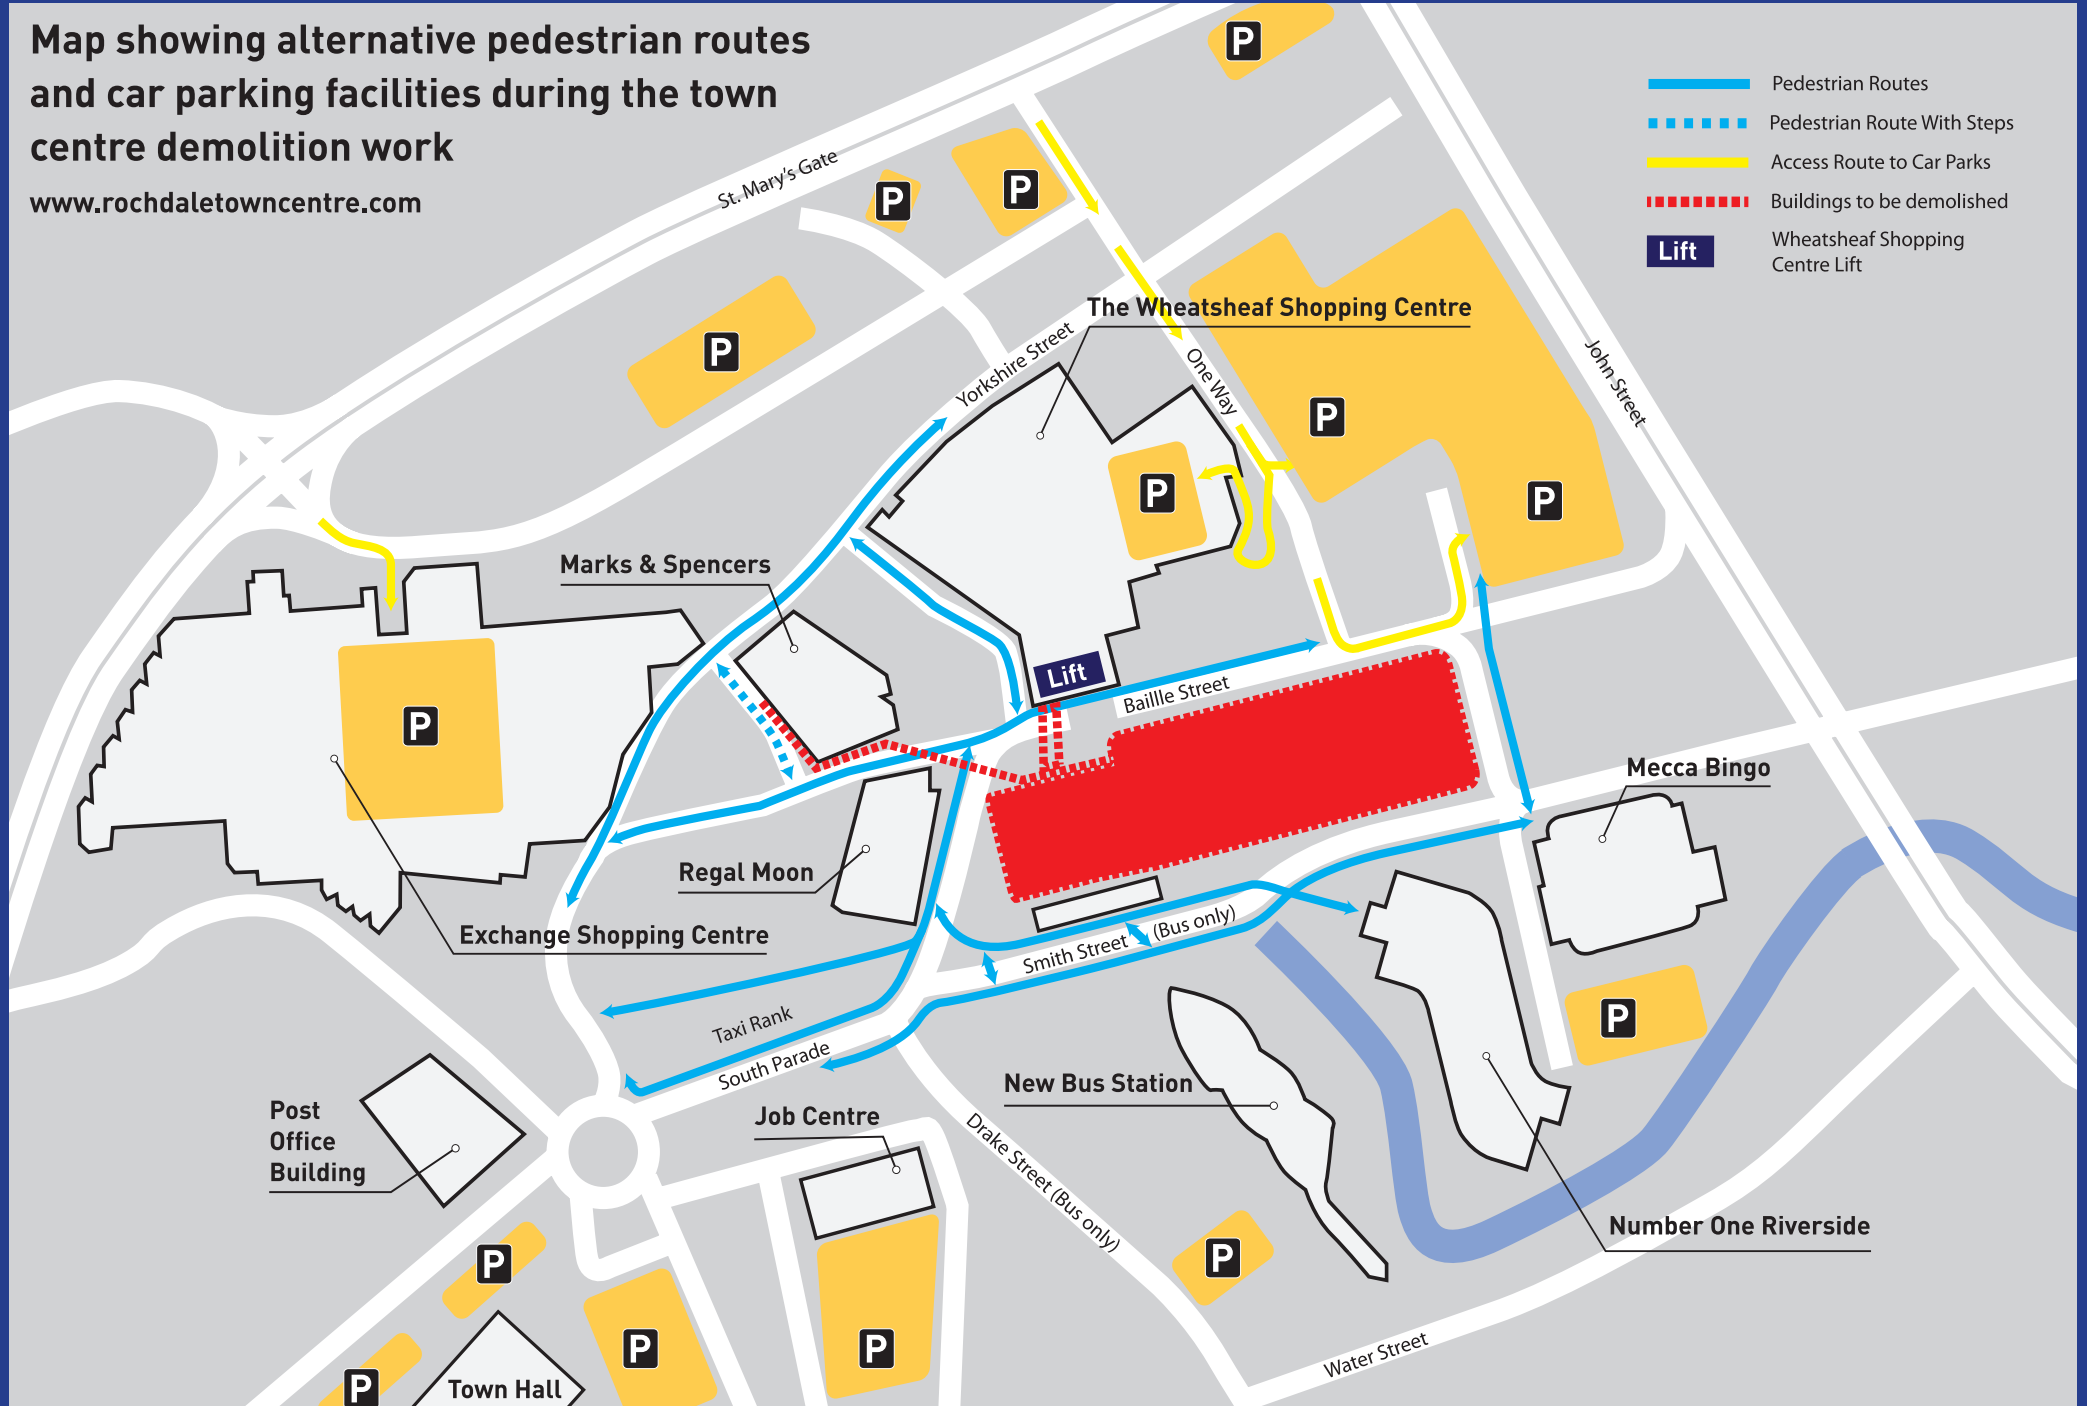 Map showing alternative pedestrian routes
and car parking facilities during the town
centre demolition work
www.rochdaletowncentre.com
Pedestrian Routes
Pedestrian Route With Steps
Access Route to Car Parks
Buildings to be demolished
Lift
Wheatsheaf Shopping
Centre Lift
P
St. Mary's Gate
P
P
P
The Wheatsheaf Shopping Centre
Yorkshire Street
One Way
John Street
P
P
P
Marks & Spencers
Lift
Baillle Street
P
Mecca Bingo
Regal Moon
Exchange Shopping Centre
Smith Street
(Bus only)
Taxi Rank
South Parade
P
New Bus Station
Post
Office
Building
Job Centre
Drake Street (Bus only)
Number One Riverside
P
P
P
P
P
Town Hall
Water Street